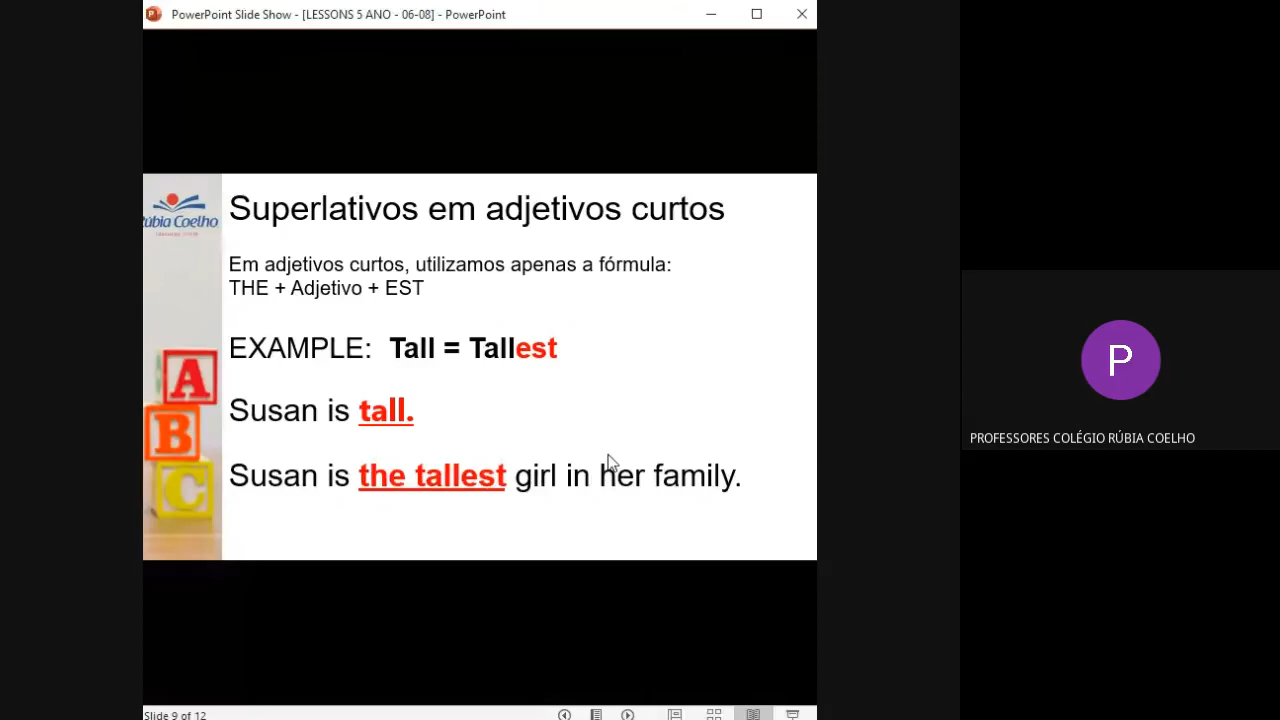 PowerPoint Slide Show - [LESSONS 5 ANO - 06-08] - PowerPoint
Rúbia Coelho
Superlativos em adjetivos curtos
Em adjetivos curtos, utilizamos apenas a fórmula:
THE + Adjetivo + EST
EXAMPLE: Tall = Tallest
Susan is tall.
Susan is the tallest girl in her family.
A
B
C
P
PROFESSORES COLÉGIO RÚBIA COELHO
Slide 9 of 12